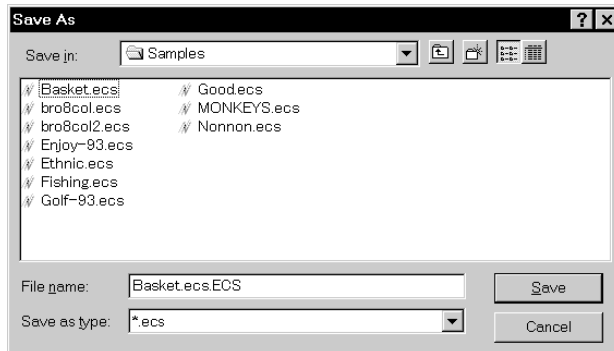 Save As
Save in: Samples
Basket.ecs
bro8col.ecs
bro8col2.ecs
Enjoy-93.ecs
Ethnic.ecs
Fishing.ecs
Golf-93.ecs
Good.ecs
MONKEYS.ecs
Nonnon.ecs
File name: Basket.ecs.ECS Save
Save as type: *.ecs Cancel